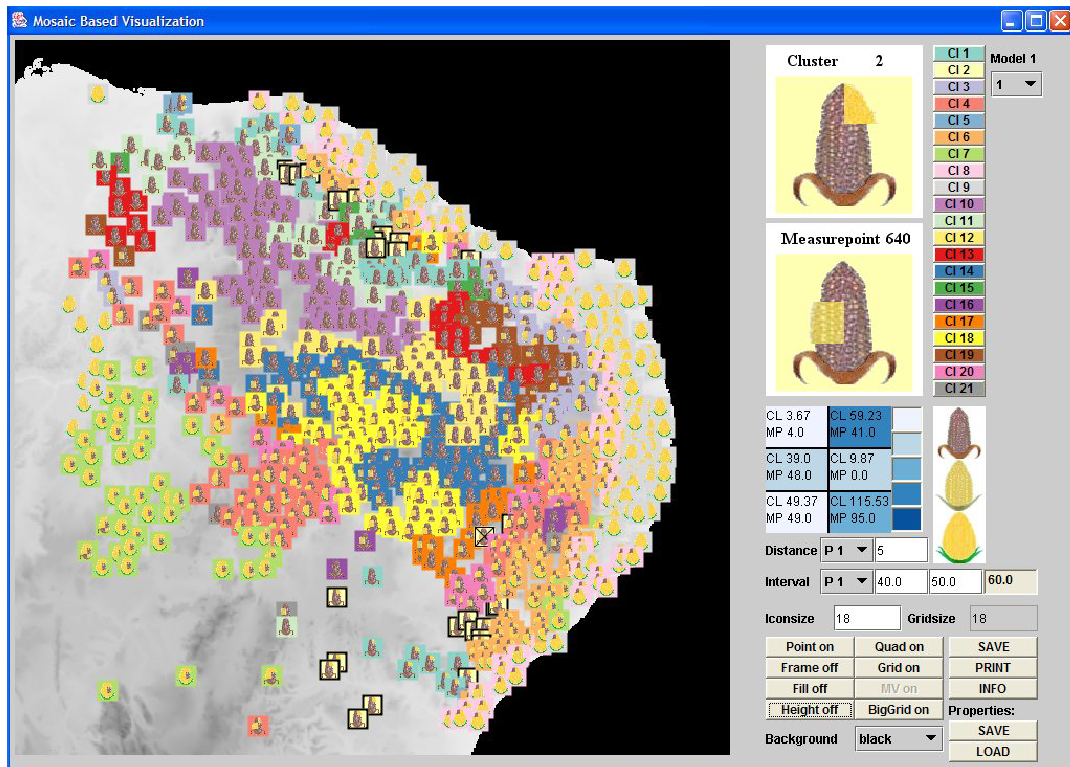 Mosaic Based Visualization
Cluster 2
Measurepoint 640
Cl 1
Cl 2
Cl 3
Cl 4
Cl 5
Cl 6
Cl 7
Cl 8
Cl 9
Cl 10
Cl 11
Cl 12
Cl 13
Cl 14
Cl 15
Cl 16
Cl 17
Cl 18
Cl 19
Cl 20
Cl 21
Model 1
1
CL 3.67 CL 59.23
MP 4.0 MP 41.0
CL 39.0 CL 9.87
MP 48.0 MP 0.0
CL 49.37 CL 115.53
MP 49.0 MP 95.0
Distance P 1 5
Interval P 1 40.0 50.0 60.0
Iconsize 18 Gridsize 18
Point on Quad on SAVE
Frame off Grid on PRINT
Fill off MV on INFO
Height off BigGrid on Properties:
Background black SAVE
LOAD